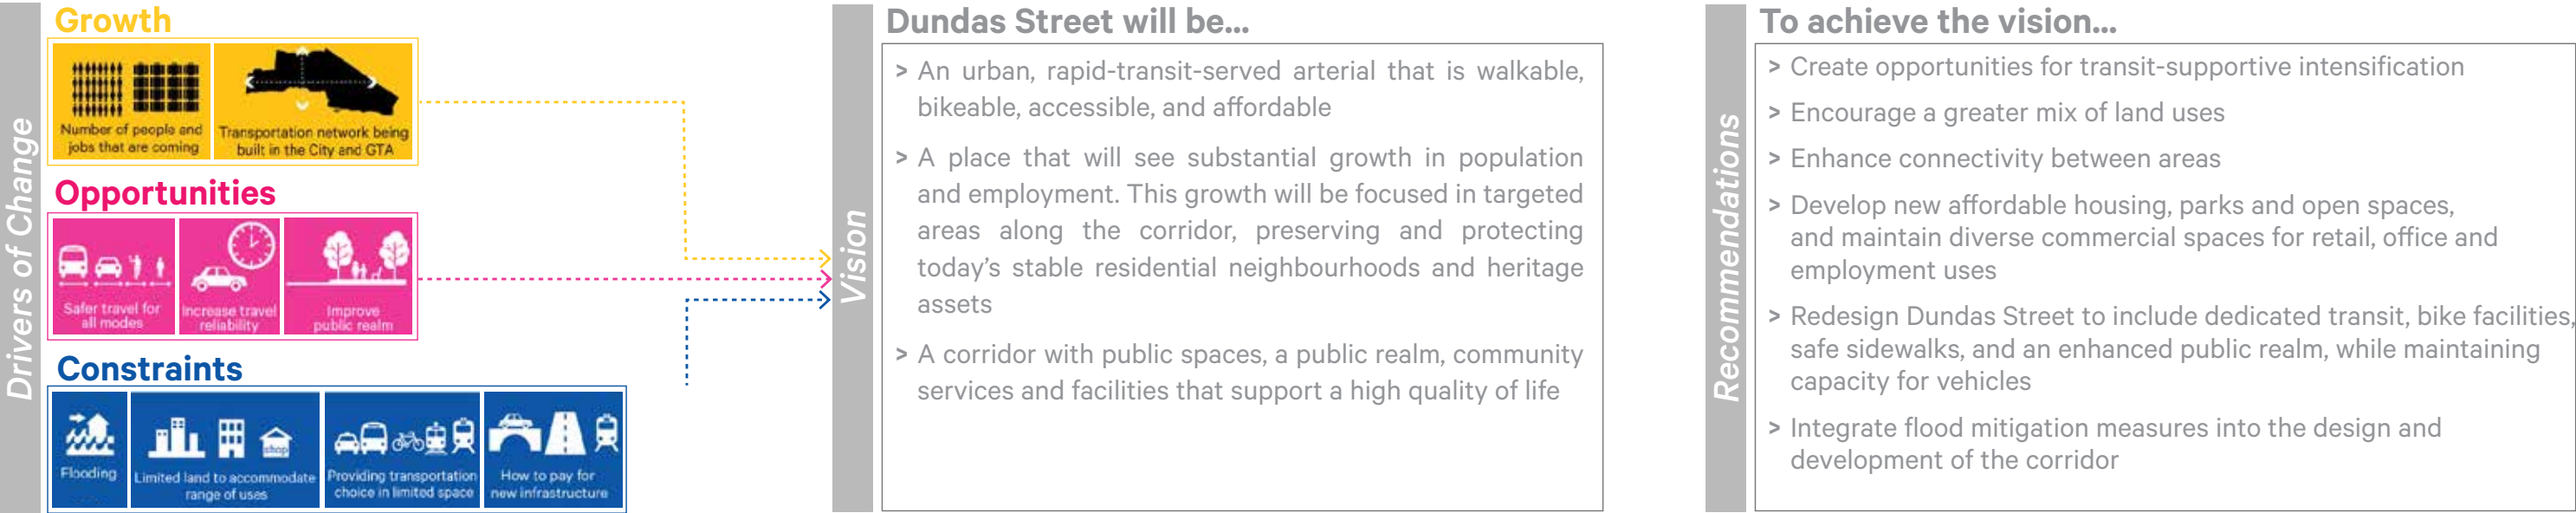 Drivers of Change
Growth
Number of people and
jobs that are coming
Transportation network being
built in the City and GTA
Opportunities
Safer travel for
all modes
Increase travel
reliability
Improve
public realm
Constraints
Flooding
shop
Limited land to accommodate
range of uses
Providing transportation
choice in limited space
How to pay for
new infrastructure
Vision
Dundas Street will be...
> An urban, rapid-transit-served arterial that is walkable,
bikeable, accessible, and affordable
> A place that will see substantial growth in population
and employment. This growth will be focused in targeted
areas along the corridor, preserving and protecting
today's stable residential neighbourhoods and heritage
assets
> A corridor with public spaces, a public realm, community
services and facilities that support a high quality of life
Recommendations
To achieve the vision...
> Create opportunities for transit-supportive intensification
> Encourage a greater mix of land uses
> Enhance connectivity between areas
> Develop new affordable housing, parks and open spaces,
and maintain diverse commercial spaces for retail, office and
employment uses
> Redesign Dundas Street to include dedicated transit, bike facilities,
safe sidewalks, and an enhanced public realm, while maintaining
capacity for vehicles
> Integrate flood mitigation measures into the design and
development of the corridor